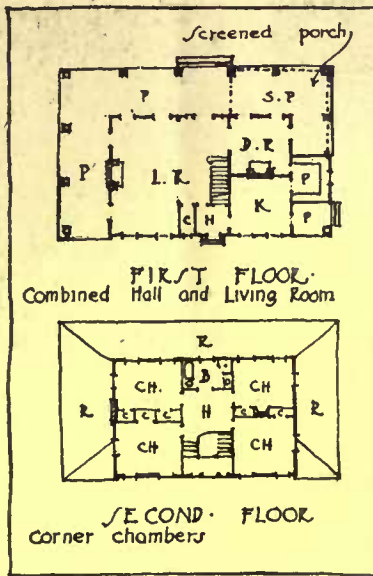 screened porch
P
S.P
D.R
P
L.R
P
C
H
K
P
FIRST FLOOR.
Combined Hall and Living Room
R
CH.
B
CH
R
C
C
C
H
C
C
R
CH
CH
SECOND. FLOOR
Corner chambers